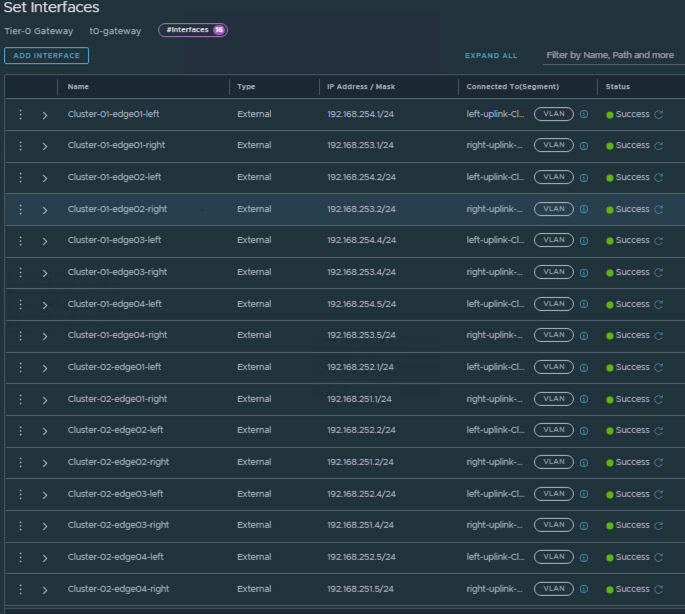 Set Interfaces
Tier-0 Gateway t0-gateway #Interfaces 16
ADD INTERFACE EXPAND ALL Filter by Name, Path and more
Name Type IP Address / Mask Connected To(Segment) Status
Cluster-01-edge01-left External 192.168.254.1/24 left-uplink-Cl... VLAN Success
Cluster-01-edge01-right External 192.168.253.1/24 right-uplink-... VLAN Success
Cluster-01-edge02-left External 192.168.254.2/24 left-uplink-Cl... VLAN Success
Cluster-01-edge02-right External 192.168.253.2/24 right-uplink-... VLAN Success
Cluster-01-edge03-left External 192.168.254.4/24 left-uplink-Cl... VLAN Success
Cluster-01-edge03-right External 192.168.253.4/24 right-uplink-... VLAN Success
Cluster-01-edge04-left External 192.168.254.5/24 left-uplink-Cl... VLAN Success
Cluster-01-edge04-right External 192.168.253.5/24 right-uplink-... VLAN Success
Cluster-02-edge01-left External 192.168.252.1/24 left-uplink-Cl... VLAN Success
Cluster-02-edge01-right External 192.168.251.1/24 right-uplink-... VLAN Success
Cluster-02-edge02-left External 192.168.252.2/24 left-uplink-Cl... VLAN Success
Cluster-02-edge02-right External 192.168.251.2/24 right-uplink-... VLAN Success
Cluster-02-edge03-left External 192.168.252.4/24 left-uplink-Cl... VLAN Success
Cluster-02-edge03-right External 192.168.251.4/24 right-uplink-... VLAN Success
Cluster-02-edge04-left External 192.168.252.5/24 left-uplink-Cl... VLAN Success
Cluster-02-edge04-right External 192.168.251.5/24 right-uplink-... VLAN Success